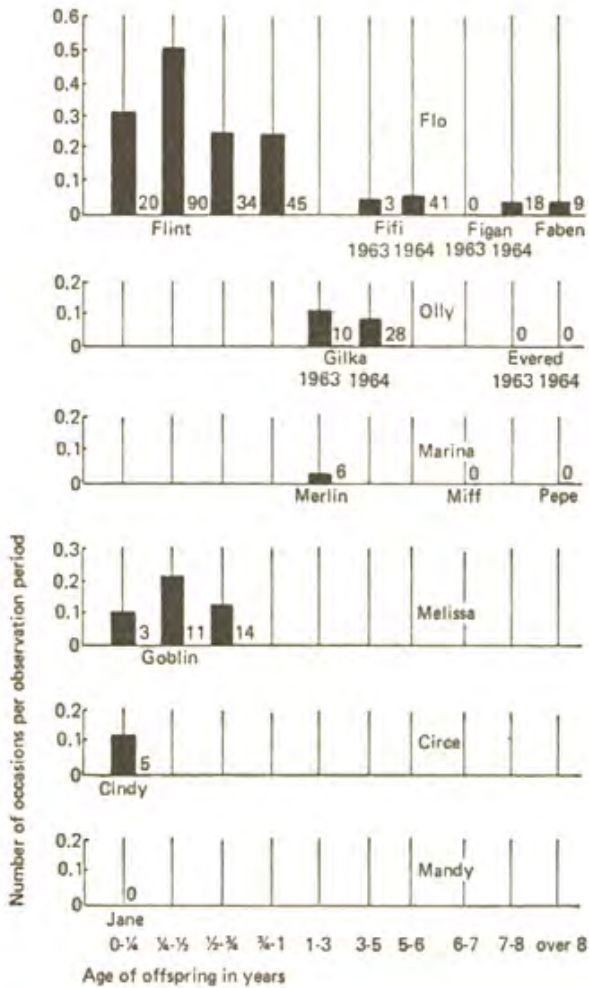 0.6
0.5
0.4
0.3
0.2
0.1
0
Flo
20 90 34 45 3 41 0 18 9
Flint Fifi Figan Faben
1963 1964 1963 1964
0.2
0.1
0
Olly
10 28 0 0
Gilka Evered
1963 1964 1963 1964
0.2
0.1
0
Marina
6 0 0
Merlin Miff Pepe
0.3
0.2
0.1
0
Melissa
3 11 14
Goblin
0.2
0.1
0
Circe
5
Cindy
0.2
0.1
0
Mandy
0
Jane
0-¼ ¼-½ ½-¾ ¾-1 1-3 3-5 5-6 6-7 7-8 over 8
Age of offspring in years
Number of occasions per observation period